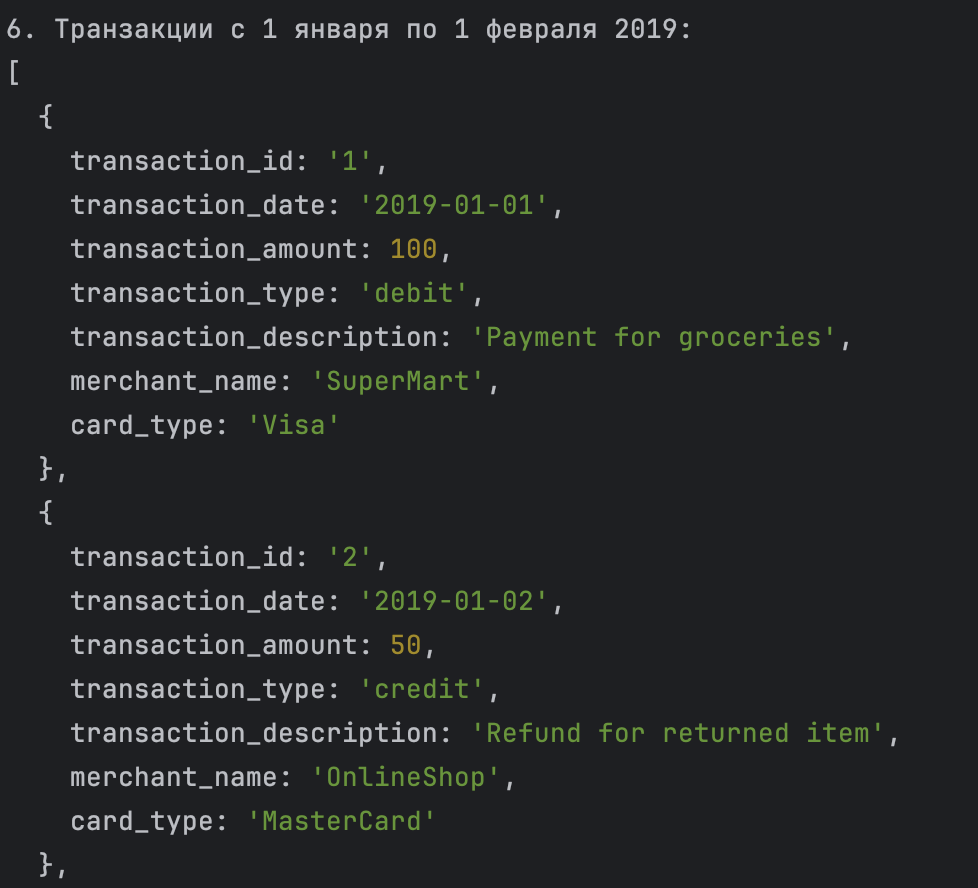 6. Транзакции с 1 января по 1 февраля 2019:
[
  {
    transaction_id: '1',
    transaction_date: '2019-01-01',
    transaction_amount: 100,
    transaction_type: 'debit',
    transaction_description: 'Payment for groceries',
    merchant_name: 'SuperMart',
    card_type: 'Visa'
  },
  {
    transaction_id: '2',
    transaction_date: '2019-01-02',
    transaction_amount: 50,
    transaction_type: 'credit',
    transaction_description: 'Refund for returned item',
    merchant_name: 'OnlineShop',
    card_type: 'MasterCard'
  },